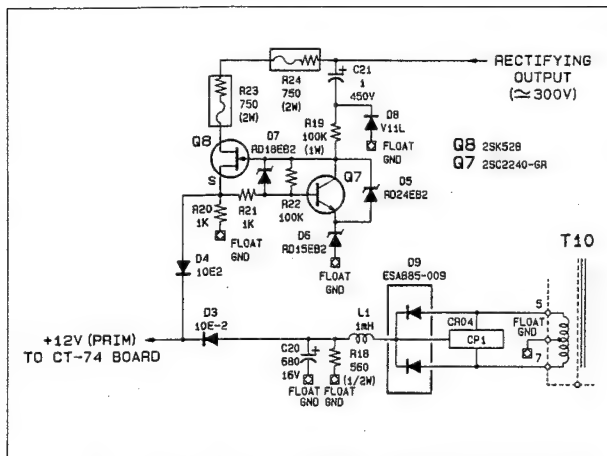 R24
750
(2W)
C21
1
450V
RECTIFYING
OUTPUT
(≃300V)
R23
750
(2W)
D7
RD18EB2
R19
100K
(1W)
D8
V11L
FLOAT
GND
Q8
Q8 2SK528
Q7 2SC2240-GR
Q7
S
R20
1K
R21
1K
R22
100K
D5
RD24EB2
FLOAT
GND
D6
RD15EB2
FLOAT
GND
D4
10E2
D9
ESAB85-009
T10
D3
10E-2
L1
1mH
CR04
CP1
5
FLOAT
GND
7
+12V (PRIM)
TO CT-74 BOARD
C20
680
16V
R18
560
(1/2W)
FLOAT
GND
FLOAT
GND